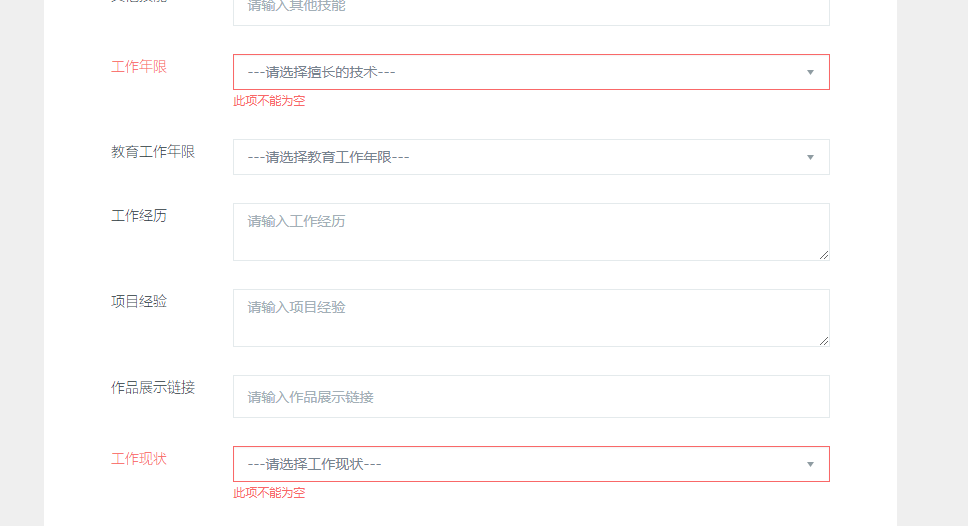 请输入其他技能
工作年限
---请选择擅长的技术---
此项不能为空
教育工作年限
---请选择教育工作年限---
工作经历
请输入工作经历
项目经验
请输入项目经验
作品展示链接
请输入作品展示链接
工作现状
---请选择工作现状---
此项不能为空